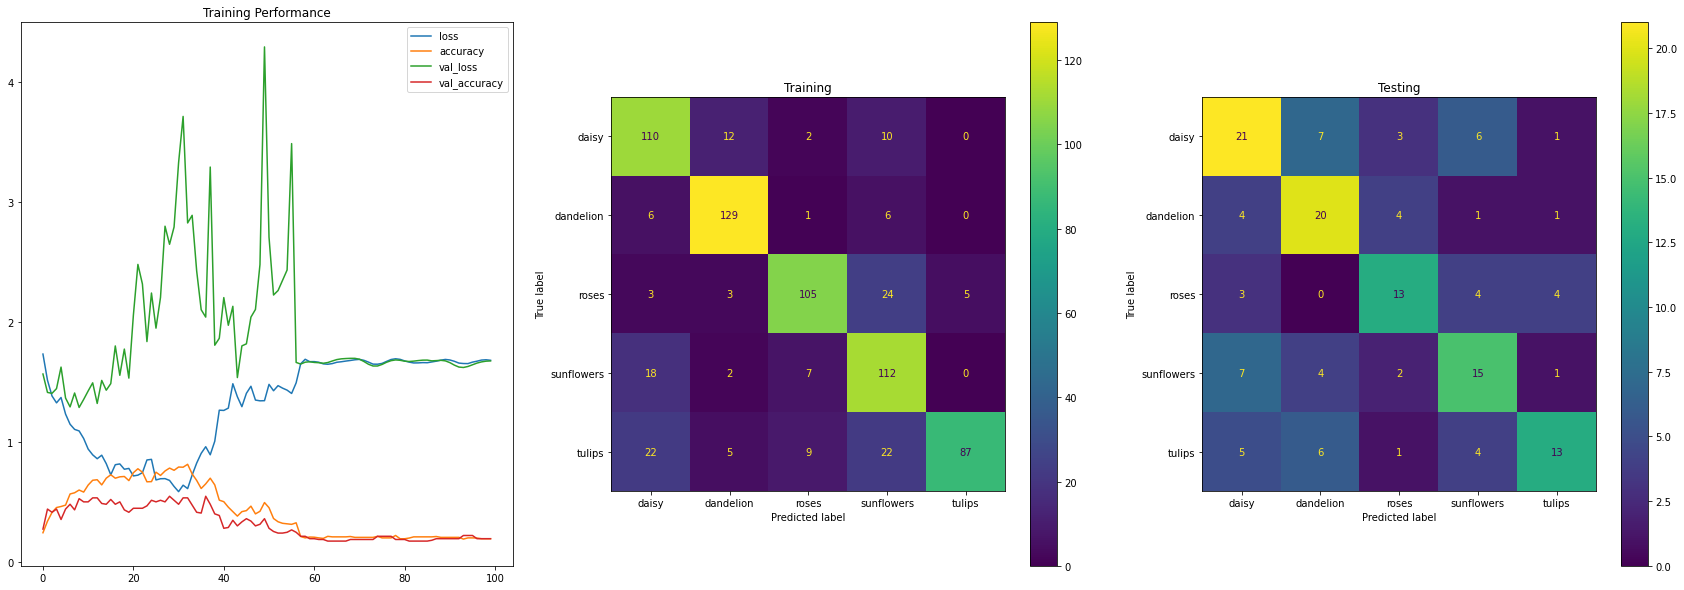 Training Performance
loss
accuracy
val_loss
val_accuracy
4
3
2
1
0
0 20 40 60 80 100
Training
True label
daisy 110 12 2 10 0
dandelion 6 129 1 6 0
roses 3 3 105 24 5
sunflowers 18 2 7 112 0
tulips 22 5 9 22 87
daisy dandelion roses sunflowers tulips
Predicted label
120
100
80
60
40
20
0
Testing
True label
daisy 21 7 3 6 1
dandelion 4 20 4 1 1
roses 3 0 13 4 4
sunflowers 7 4 2 15 1
tulips 5 6 1 4 13
daisy dandelion roses sunflowers tulips
Predicted label
20.0
17.5
15.0
12.5
10.0
7.5
5.0
2.5
0.0